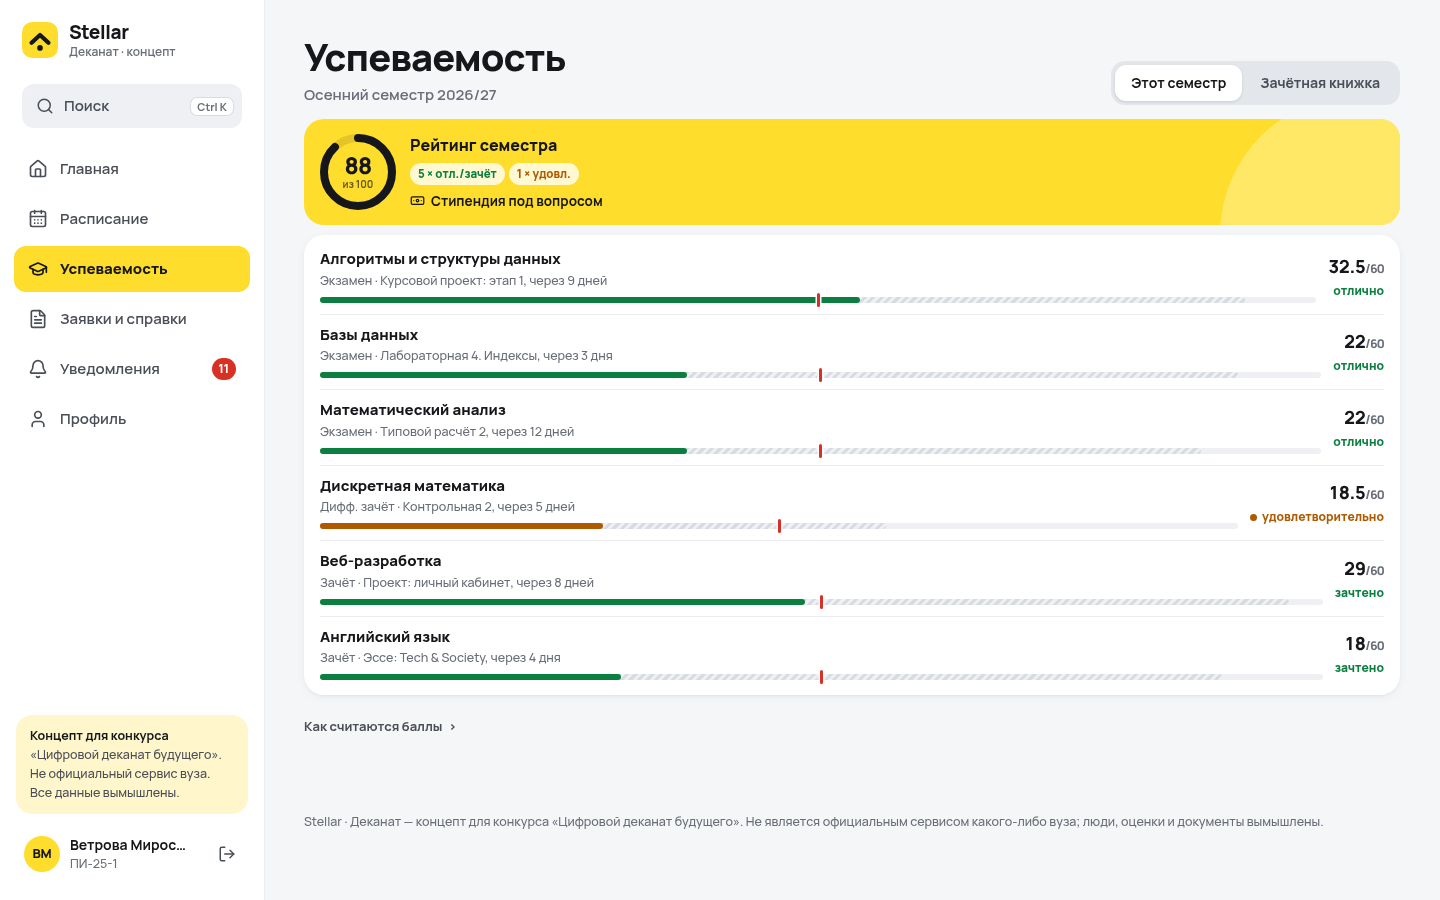 Stellar
Деканат · концепт
Поиск
Ctrl K
Главная
Расписание
Успеваемость
Заявки и справки
Уведомления
11
Профиль
Концепт для конкурса
«Цифровой деканат будущего».
Не официальный сервис вуза.
Все данные вымышлены.
ВМ
Ветрова Мирос…
ПИ-25-1
Успеваемость
Осенний семестр 2026/27
Этот семестр
Зачётная книжка
88
из 100
Рейтинг семестра
5 × отл./зачёт
1 × удовл.
Стипендия под вопросом
Алгоритмы и структуры данных
Экзамен · Курсовой проект: этап 1, через 9 дней
32.5/60
отлично
Базы данных
Экзамен · Лабораторная 4. Индексы, через 3 дня
22/60
отлично
Математический анализ
Экзамен · Типовой расчёт 2, через 12 дней
22/60
отлично
Дискретная математика
Дифф. зачёт · Контрольная 2, через 5 дней
18.5/60
удовлетворительно
Веб-разработка
Зачёт · Проект: личный кабинет, через 8 дней
29/60
зачтено
Английский язык
Зачёт · Эссе: Tech & Society, через 4 дня
18/60
зачтено
Как считаются баллы
Stellar · Деканат — концепт для конкурса «Цифровой деканат будущего». Не является официальным сервисом какого-либо вуза; люди, оценки и документы вымышлены.